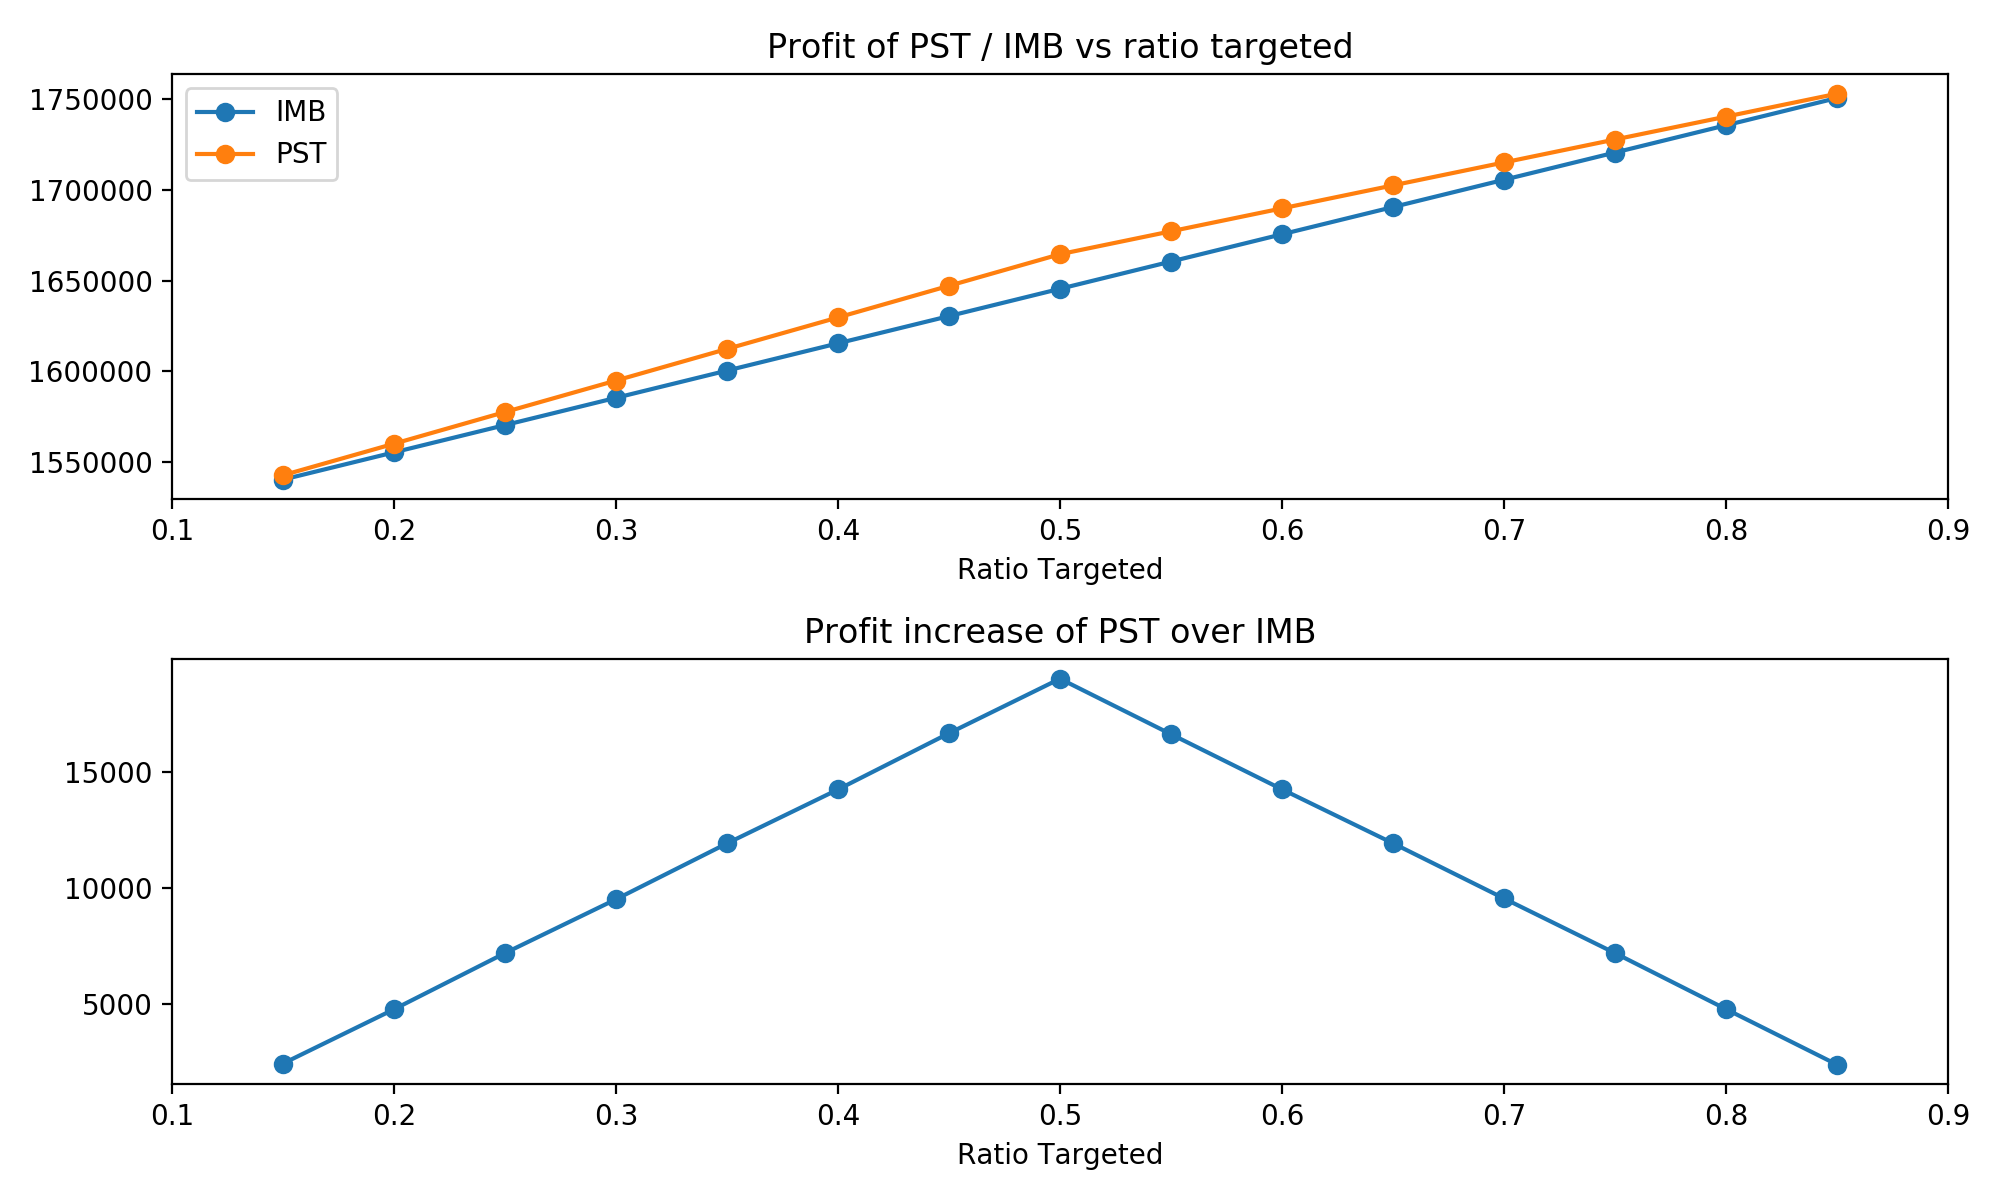 Profit of PST / IMB vs ratio targeted
1750000
1700000
1650000
1600000
1550000
IMB
PST
0.1 0.2 0.3 0.4 0.5 0.6 0.7 0.8 0.9
Ratio Targeted
Profit increase of PST over IMB
15000
10000
5000
0.1 0.2 0.3 0.4 0.5 0.6 0.7 0.8 0.9
Ratio Targeted